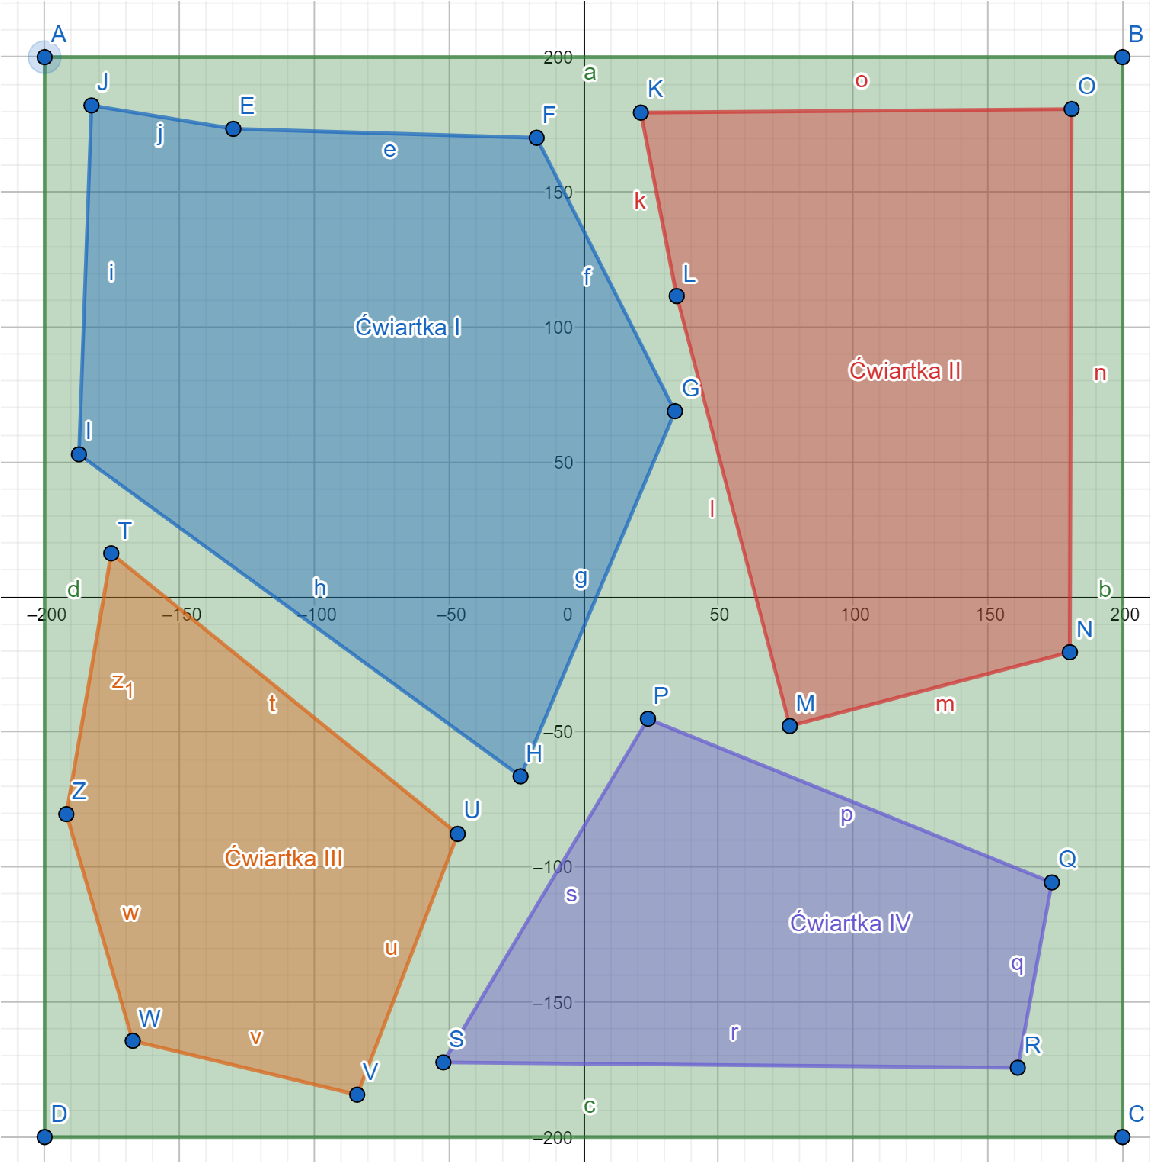 A
B
200
a
J
K
o
O
E
F
j
e
150
k
i
L
f
100
Ćwiartka I
Ćwiartka II
n
G
I
50
l
T
d
h
g
b
−200
−150
−100
−50
0
50
100
150
200
N
z1
t
P
M
m
−50
H
Z
U
p
Ćwiartka III
Q
−100
s
w
Ćwiartka IV
u
q
−150
W
v
S
r
R
V
c
D
C
−200